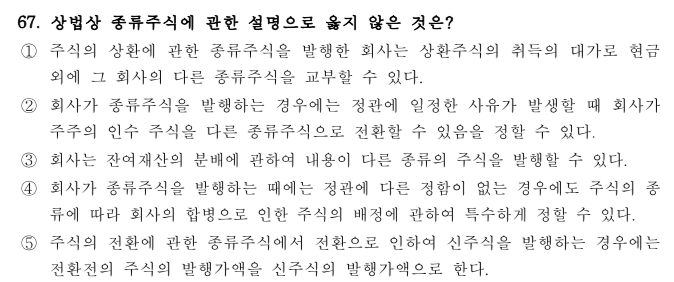 67. 상법상 종류주식에 관한 설명으로 옳지 않은 것은?
① 주식의 상환에 관한 종류주식을 발행한 회사는 상환주식의 취득의 대가로 현금
외에 그 회사의 다른 종류주식을 교부할 수 있다.
② 회사가 종류주식을 발행하는 경우에는 정관에 일정한 사유가 발생할 때 회사가
주주의 인수 주식을 다른 종류주식으로 전환할 수 있음을 정할 수 있다.
③ 회사는 잔여재산의 분배에 관하여 내용이 다른 종류의 주식을 발행할 수 있다.
④ 회사가 종류주식을 발행하는 때에는 정관에 다른 정함이 없는 경우에도 주식의 종
류에 따라 회사의 합병으로 인한 주식의 배정에 관하여 특수하게 정할 수 있다.
⑤ 주식의 전환에 관한 종류주식에서 전환으로 인하여 신주식을 발행하는 경우에는
전환전의 주식의 발행가액을 신주식의 발행가액으로 한다.